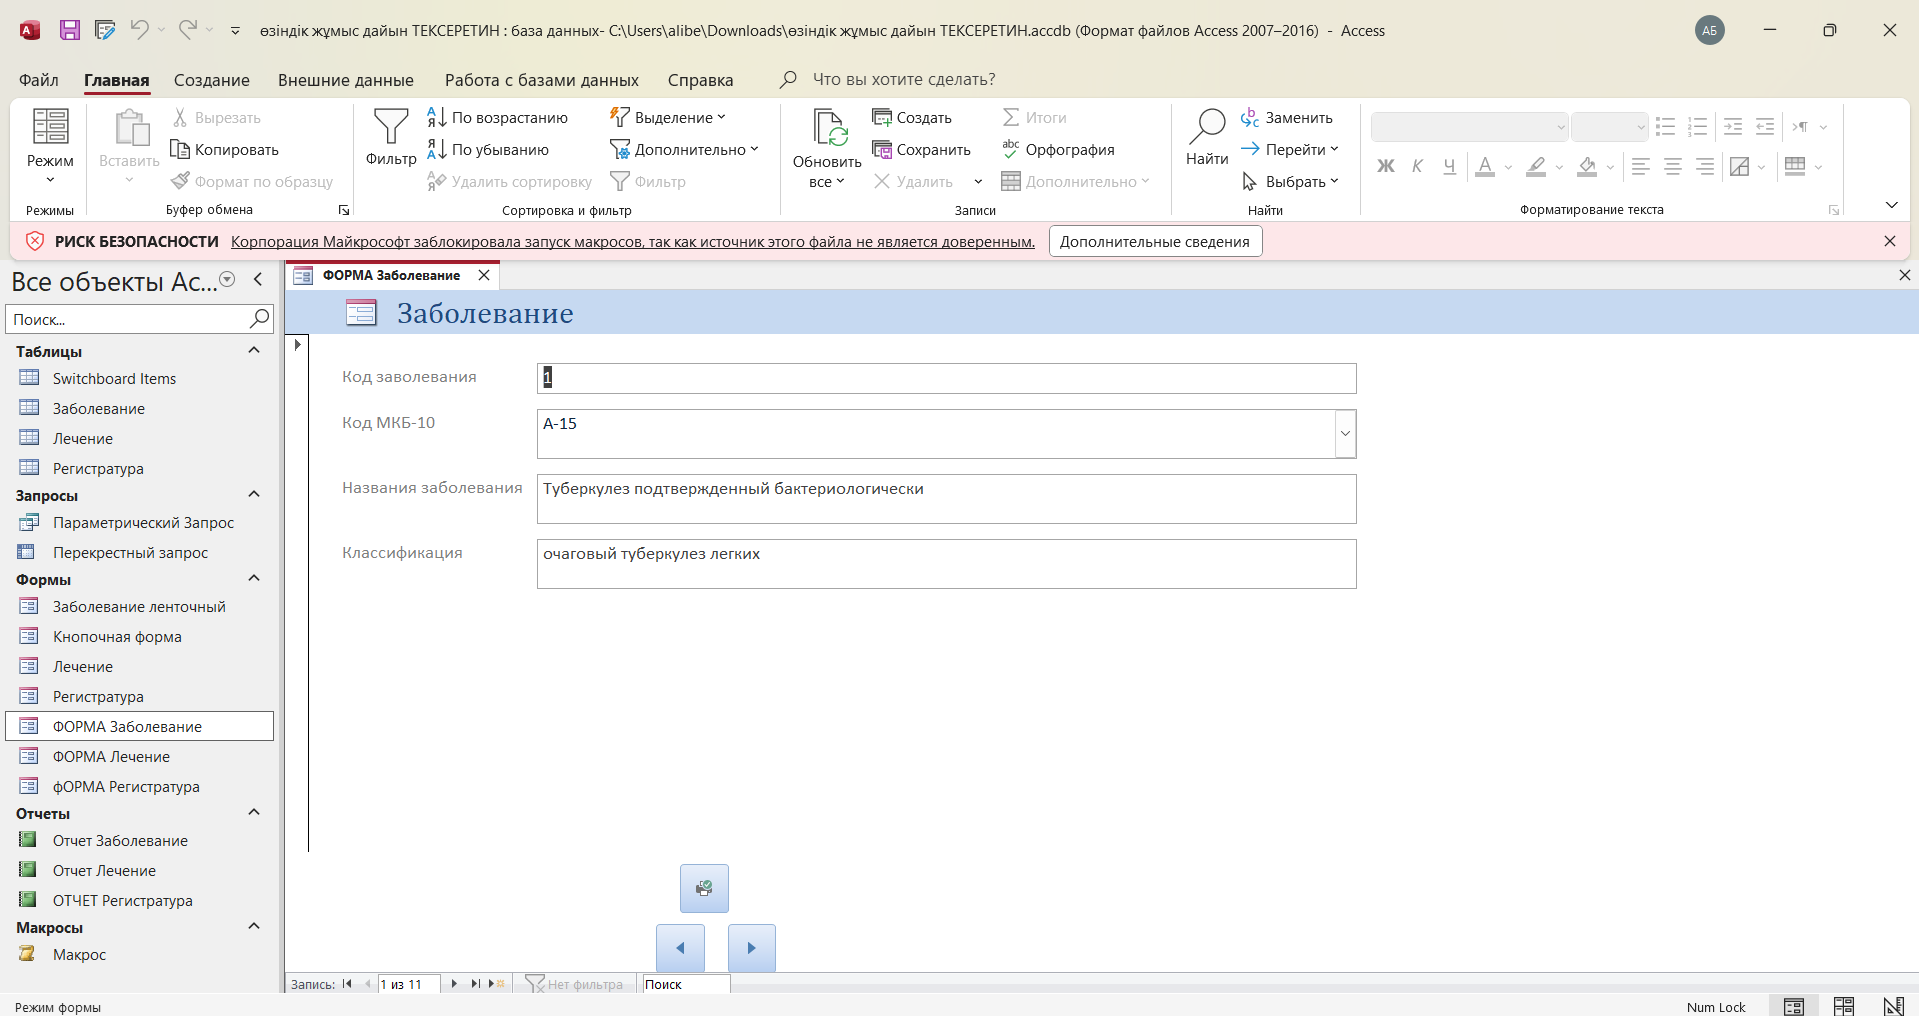 өзіндік жұмыс дайын ТЕКСЕРЕТИН : база данных- C:\Users\alibe\Downloads\өзіндік жұмыс дайын ТЕКСЕРЕТИН.accdb (Формат файлов Access 2007–2016) - Access
АБ
Файл Главная Создание Внешние данные Работа с базами данных Справка Что вы хотите сделать?
Режим
Режимы
Вставить
Вырезать
Копировать
Формат по образцу
Буфер обмена
Фильтр
По возрастанию
По убыванию
Удалить сортировку
Выделение
Дополнительно
Фильтр
Сортировка и фильтр
Обновить
все
Создать
Сохранить
Удалить
Итоги
Орфография
Дополнительно
Записи
Найти
Заменить
Перейти
Выбрать
Найти
Ж К Ч А
Форматирование текста
РИСК БЕЗОПАСНОСТИ Корпорация Майкрософт заблокировала запуск макросов, так как источник этого файла не является доверенным. Дополнительные сведения
Все объекты Ac...
Поиск...
Таблицы
Switchboard Items
Заболевание
Лечение
Регистратура
Запросы
Параметрический Запрос
Перекрестный запрос
Формы
Заболевание ленточный
Кнопочная форма
Лечение
Регистратура
ФОРМА Заболевание
ФОРМА Лечение
фОРМА Регистратура
Отчеты
Отчет Заболевание
Отчет Лечение
ОТЧЕТ Регистратура
Макросы
Макрос
ФОРМА Заболевание
Заболевание
Код заволевания 1
Код МКБ-10 А-15
Названия заболевания Туберкулез подтвержденный бактериологически
Классификация очаговый туберкулез легких
Запись: 1 из 11 Нет фильтра Поиск
Режим формы
Num Lock